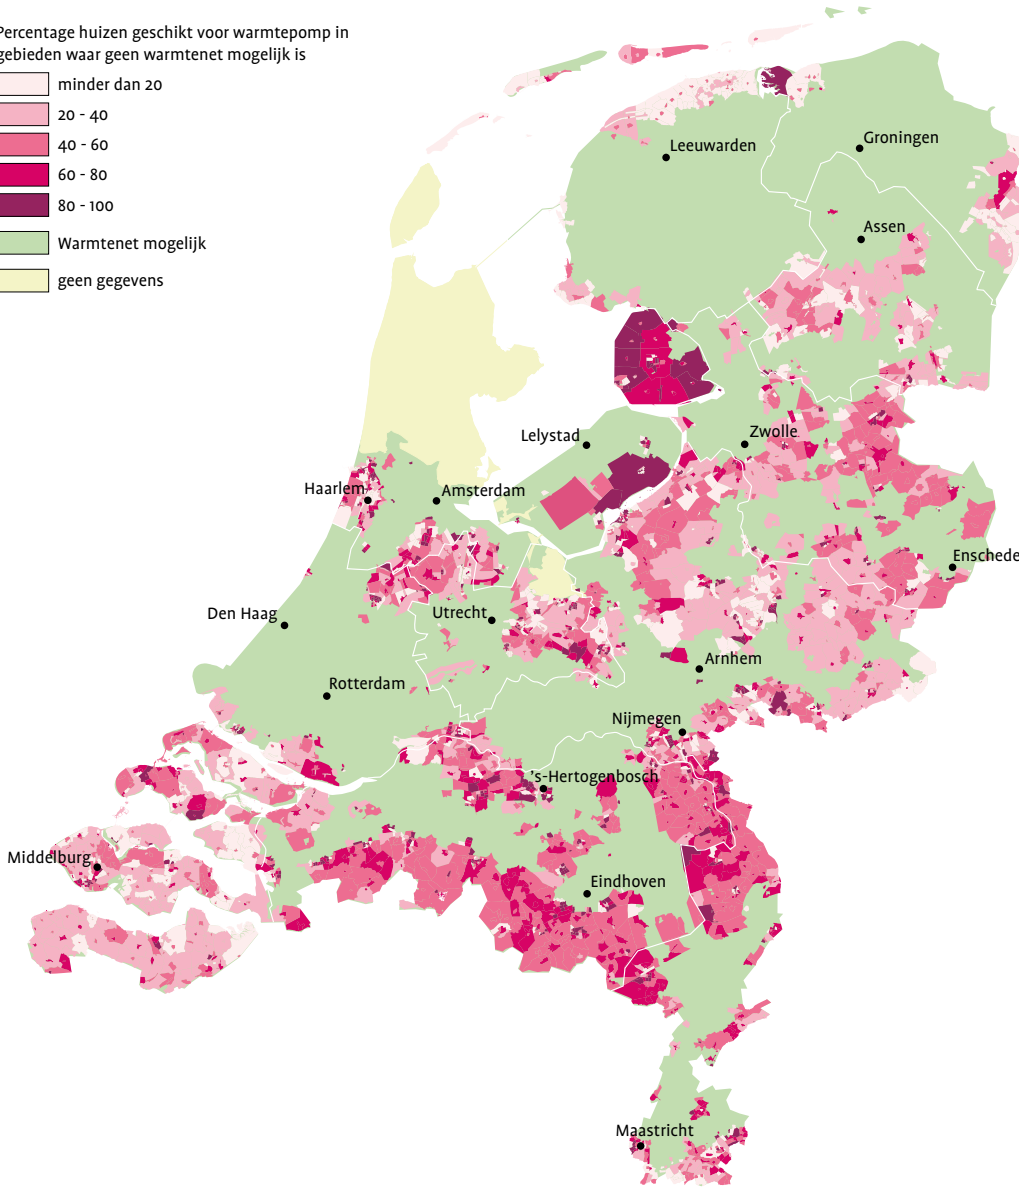 Percentage huizen geschikt voor warmtepomp in
gebieden waar geen warmtenet mogelijk is
minder dan 20
20 - 40
40 - 60
60 - 80
80 - 100
Warmtenet mogelijk
geen gegevens
Leeuwarden
Groningen
Assen
Lelystad
Zwolle
Haarlem
Amsterdam
Enschede
Den Haag
Utrecht
Arnhem
Rotterdam
Nijmegen
's-Hertogenbosch
Middelburg
Eindhoven
Maastricht